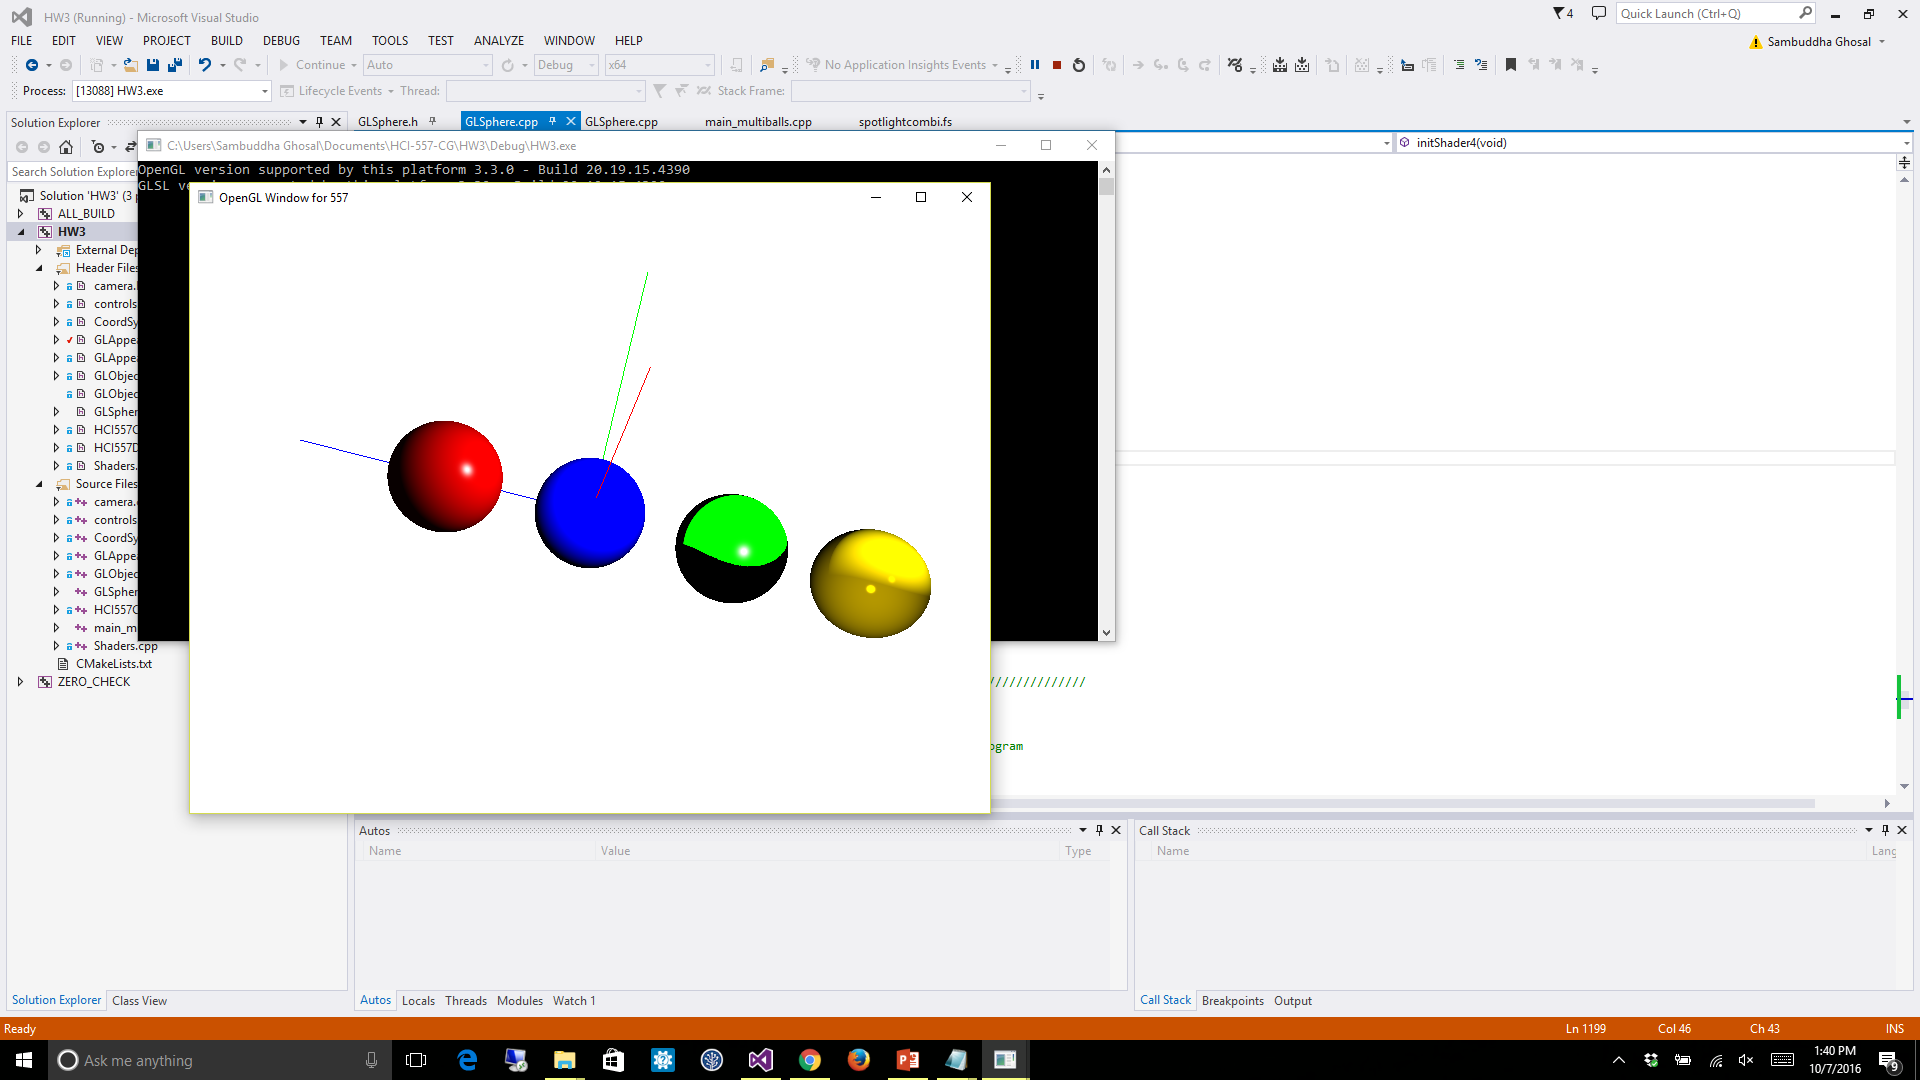 HW3 (Running) - Microsoft Visual Studio
4
Quick Launch (Ctrl+Q)
FILE EDIT VIEW PROJECT BUILD DEBUG TEAM TOOLS TEST ANALYZE WINDOW HELP
Sambuddha Ghosal
Continue Auto Debug x64 No Application Insights Events
Process: [13088] HW3.exe Lifecycle Events Thread: Stack Frame:
Solution Explorer
GLSphere.h GLSphere.cpp GLSphere.cpp main_multiballs.cpp spotlightcombi.fs
C:\Users\Sambuddha Ghosal\Documents\HCI-557-CG\HW3\Debug\HW3.exe
initShader4(void)
Search Solution Explorer
OpenGL version supported by this platform 3.3.0 - Build 20.19.15.4390
GLSL
OpenGL Window for 557
Solution 'HW3' (3
ALL_BUILD
HW3
External Dep
Header Files
camera.
controls
CoordSy
GLAppea
GLAppea
GLObjec
GLObjec
GLSpher
HCI557C
HCI557D
Shaders.
Source Files
camera.
controls
CoordSy
GLAppea
GLObjec
GLSpher
HCI557C
main_m
Shaders.cpp
CMakeLists.txt
ZERO_CHECK
//////////////
ogram
Autos
Name Value Type
Call Stack
Name Lang
Solution Explorer Class View
Autos Locals Threads Modules Watch 1
Call Stack Breakpoints Output
Ready
Ln 1199 Col 46 Ch 43 INS
Ask me anything
1:40 PM
10/7/2016
9